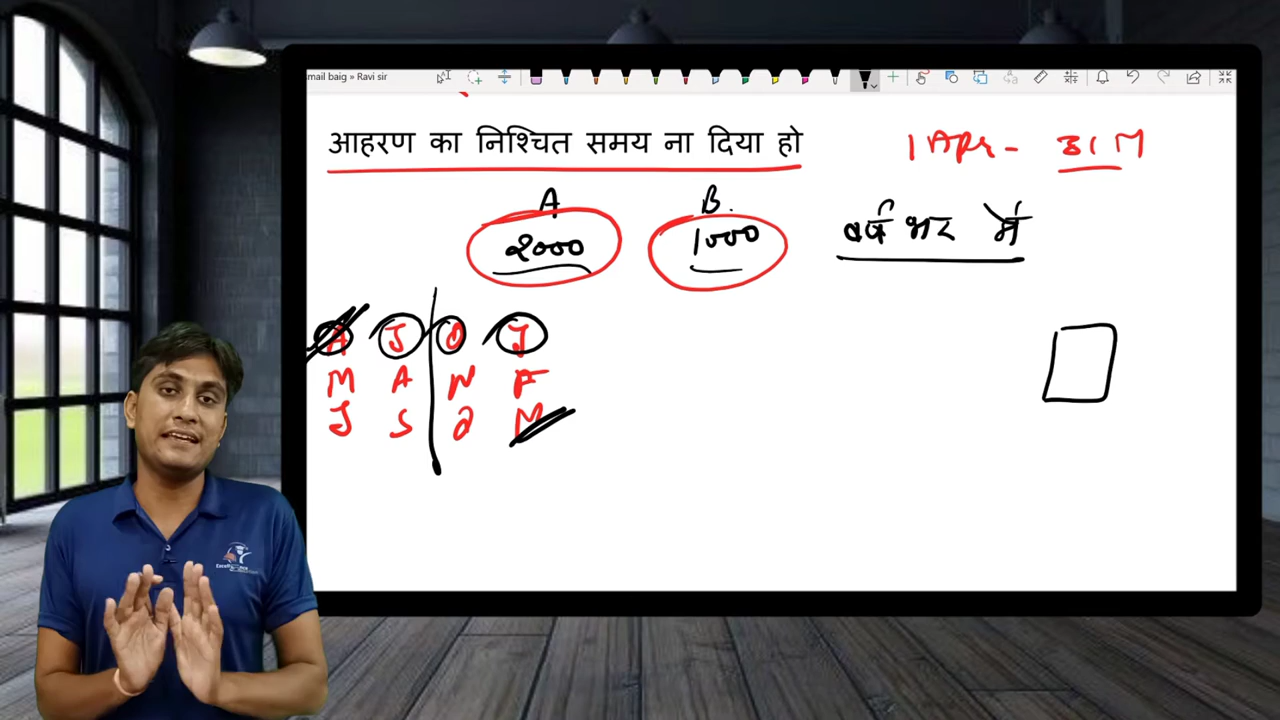 mail baig » Ravi sir
आहरण का निश्चित समय ना दिया हो
1 Apr - 31 M
A B.
2000 1000 वर्ष भर में
A J O J
M A N F
J S D M